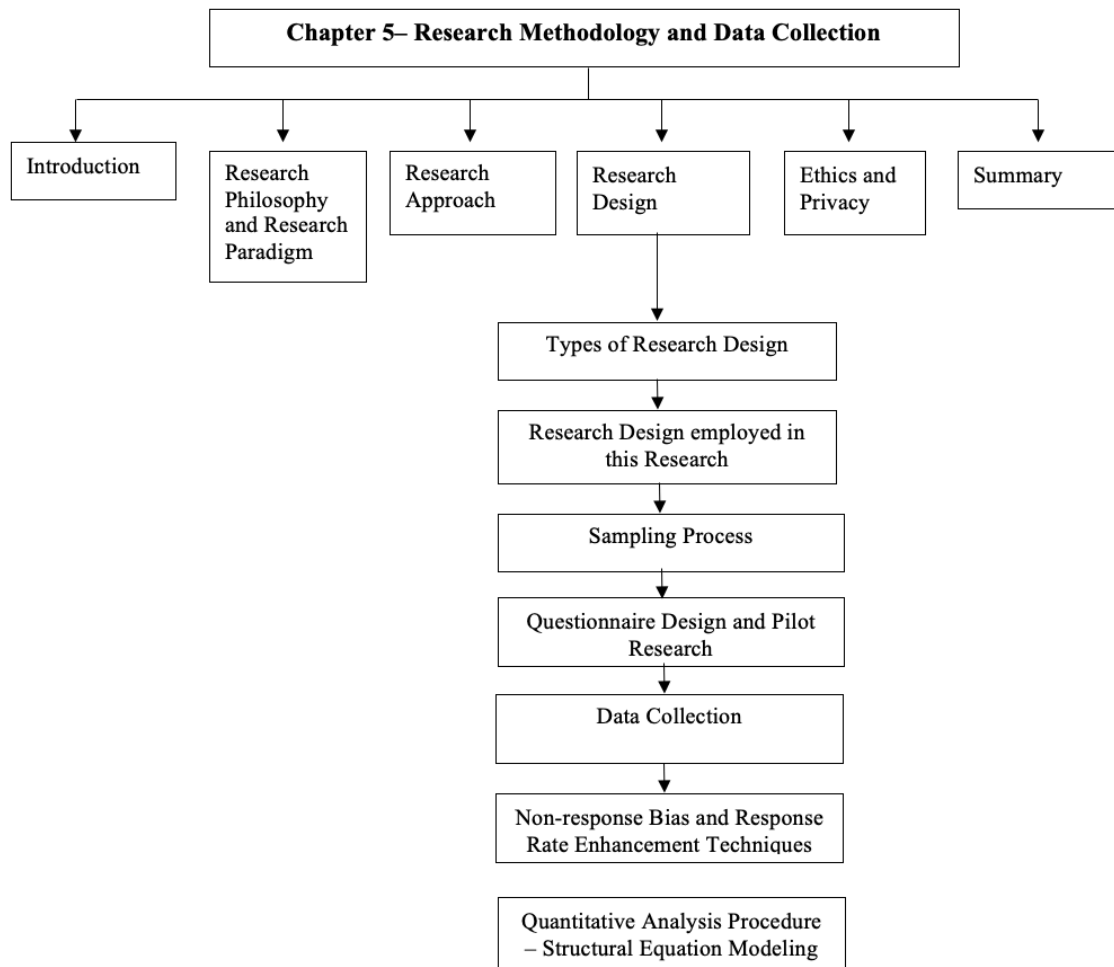 Chapter 5– Research Methodology and Data Collection
Introduction
Research
Philosophy
and Research
Paradigm
Research
Approach
Research
Design
Ethics and
Privacy
Summary
Types of Research Design
Research Design employed in
this Research
Sampling Process
Questionnaire Design and Pilot
Research
Data Collection
Non-response Bias and Response
Rate Enhancement Techniques
Quantitative Analysis Procedure
– Structural Equation Modeling